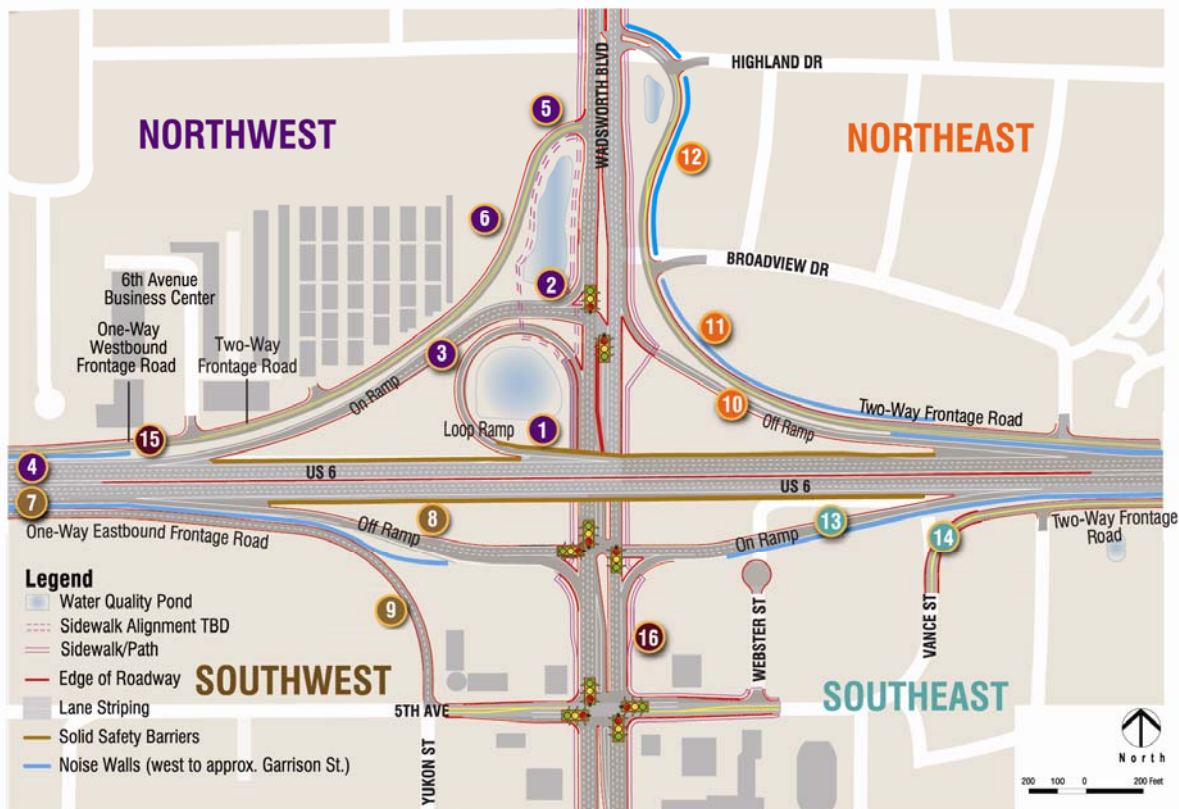 HIGHLAND DR
WADSWORTH BLVD
5
NORTHWEST
NORTHEAST
12
6
BROADVIEW DR
6th Avenue
Business Center
2
One-Way
Westbound
Frontage Road
Two-Way
Frontage Road
3
On Ramp
11
10
Off Ramp
Two-Way Frontage Road
Loop Ramp
1
15
4
US 6
US 6
7
One-Way Eastbound Frontage Road
Off Ramp
8
On Ramp
13
14
Two-Way Frontage
Road
Legend
Water Quality Pond
Sidewalk Alignment TBD
Sidewalk/Path
Edge of Roadway
Lane Striping
Solid Safety Barriers
Noise Walls (west to approx. Garrison St.)
9
16
WEBSTER ST
VANCE ST
SOUTHWEST
SOUTHEAST
5TH AVE
YUKON ST
North
200 100 0 200 Feet